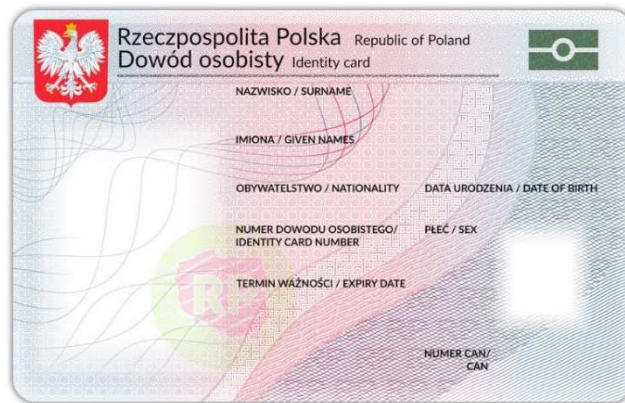 Rzeczpospolita Polska Republic of Poland
Dowód osobisty Identity card
NAZWISKO / SURNAME
IMIONA / GIVEN NAMES
OBYWATELSTWO / NATIONALITY DATA URODZENIA / DATE OF BIRTH
NUMER DOWODU OSOBISTEGO/ PŁEĆ / SEX
IDENTITY CARD NUMBER
RP
TERMIN WAŻNOŚCI / EXPIRY DATE
NUMER CAN/
CAN